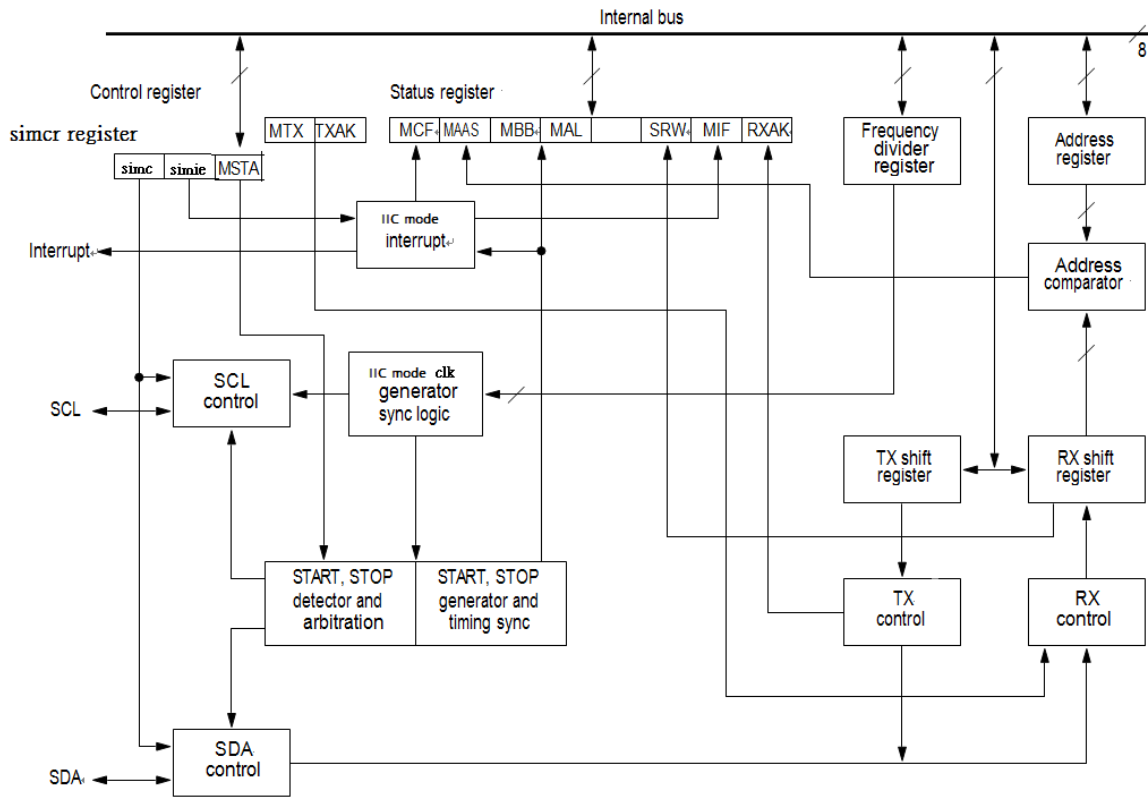 Internal bus
8
Control register
Status register
simcr register
MTX TXAK
MCF MAAS MBB MAL SRW MIF RXAK
Frequency
divider
register
Address
register
simc simie MSTA
IIC mode
interrupt
Interrupt
Address
comparator
SCL
control
IIC mode clk
generator
sync logic
SCL
TX shift
register
RX shift
register
START, STOP
detector and
arbitration
START, STOP
generator and
timing sync
TX
control
RX
control
SDA
control
SDA